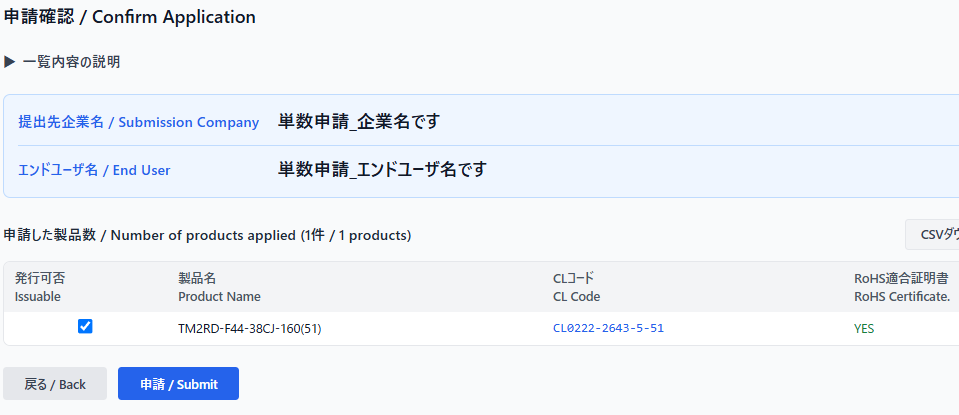 申請確認 / Confirm Application
▶ 一覧内容の説明
提出先企業名 / Submission Company 単数申請_企業名です
エンドユーザ名 / End User 単数申請_エンドユーザ名です
申請した製品数 / Number of products applied (1件 / 1 products)
CSVダウ
発行可否 製品名 CLコード RoHS適合証明書
Issuable Product Name CL Code RoHS Certificate.
TM2RD-F44-38CJ-160(51) CL0222-2643-5-51 YES
戻る / Back 申請 / Submit